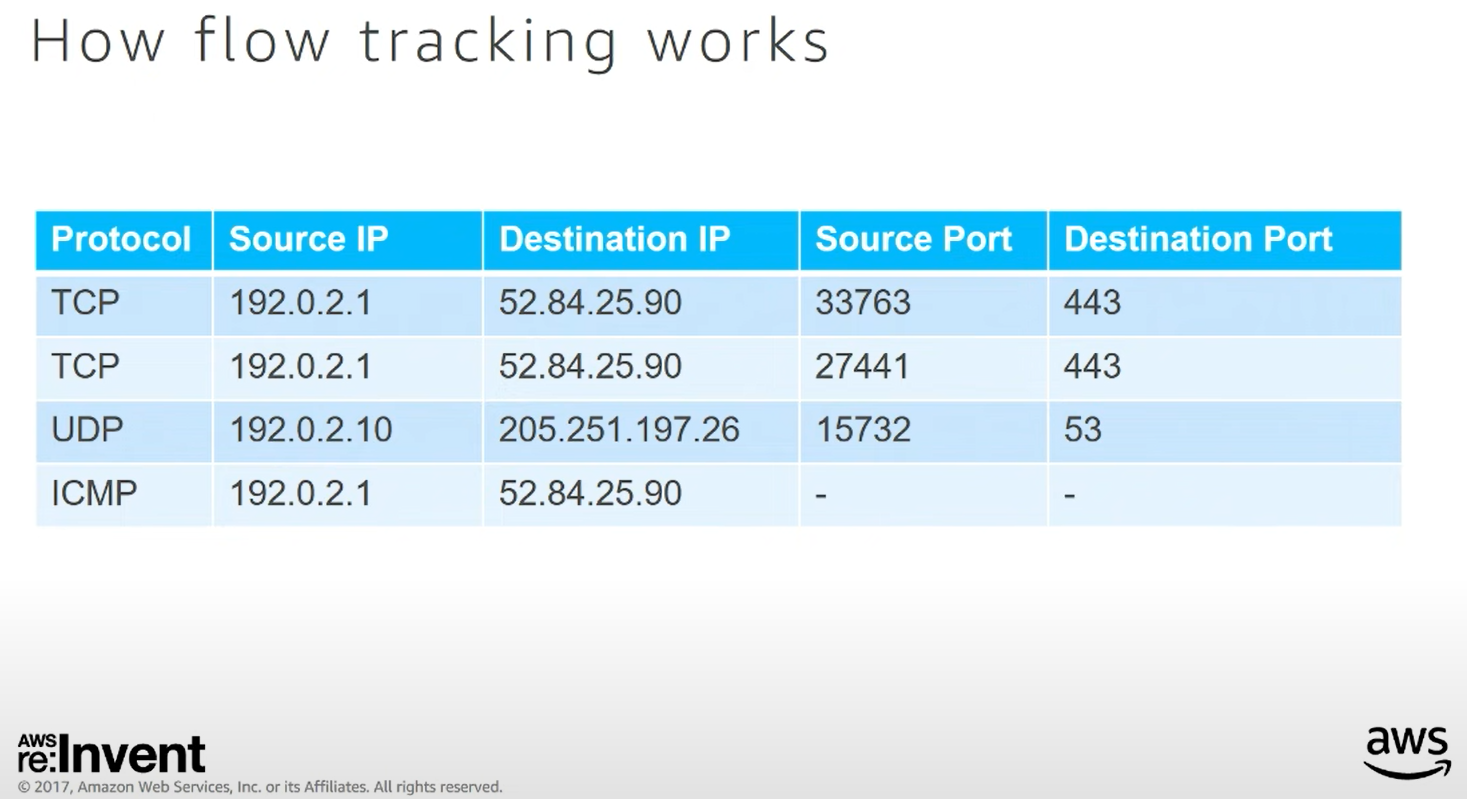 How flow tracking works
Protocol Source IP Destination IP Source Port Destination Port
TCP 192.0.2.1 52.84.25.90 33763 443
TCP 192.0.2.1 52.84.25.90 27441 443
UDP 192.0.2.10 205.251.197.26 15732 53
ICMP 192.0.2.1 52.84.25.90 - -
AWS
re:Invent
aws
© 2017, Amazon Web Services, Inc. or its Affiliates. All rights reserved.